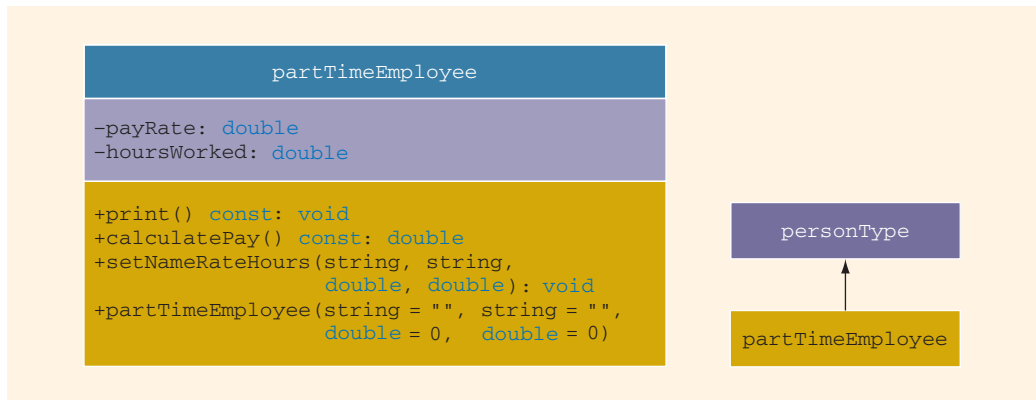 partTimeEmployee
-payRate: double
-hoursWorked: double
+print() const: void
+calculatePay() const: double
+setNameRateHours(string, string,
double, double): void
+partTimeEmployee(string = "", string = "",
double = 0, double = 0)
personType
partTimeEmployee